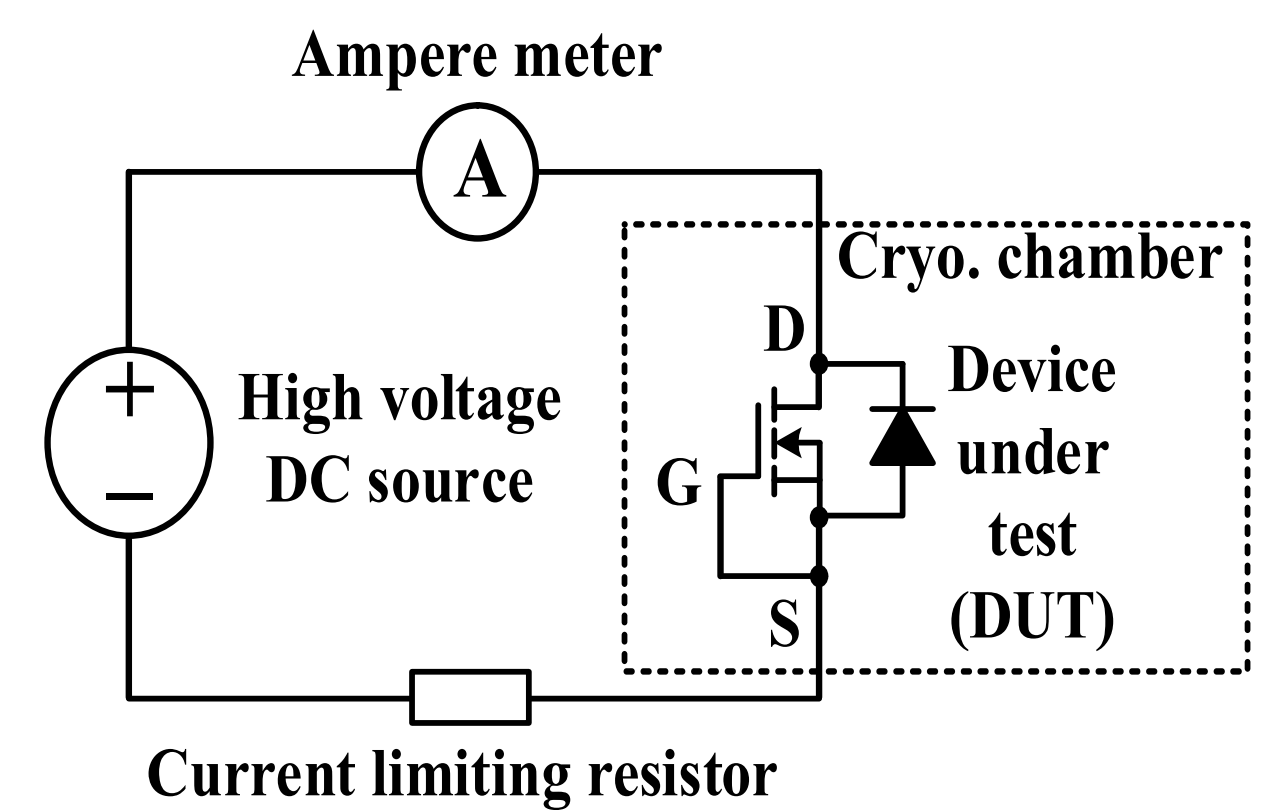 Ampere meter
A
Cryo. chamber
D
High voltage
DC source
+
−
G
Device
under
test
(DUT)
S
Current limiting resistor